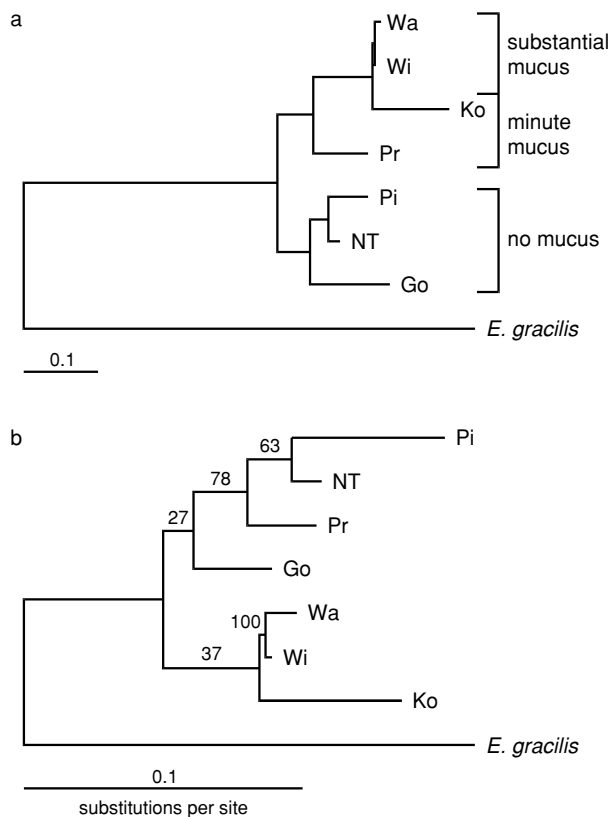 a
Wa
Wi
Ko
Pr
Pi
NT
Go
E. gracilis
substantial
mucus
minute
mucus
no mucus
0.1
b
63
Pi
78
NT
27
Pr
Go
100
Wa
37
Wi
Ko
E. gracilis
0.1
substitutions per site